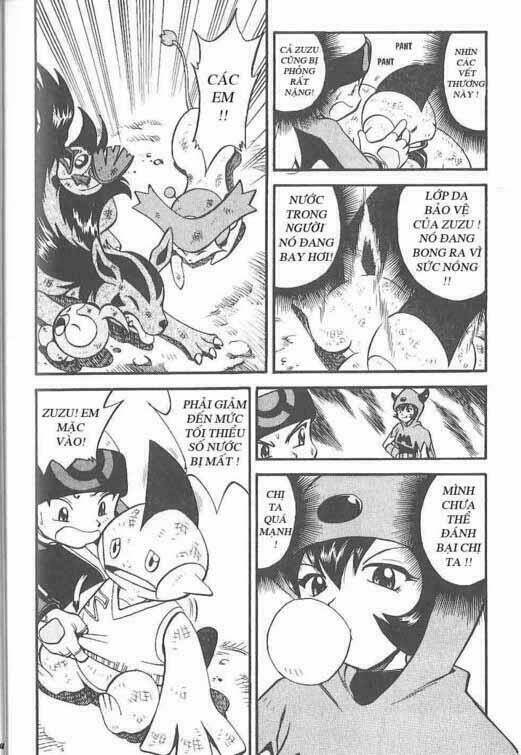 NHÌN
CÁC
VẾT
THƯƠNG
NÀY !
PANT
PANT
CẢ ZUZU
CŨNG BỊ
PHỎNG
RẤT
NẶNG!
LỚP DA
BẢO VỆ
CỦA ZUZU !
NÓ ĐANG
BONG RA VÌ
SỨC NÓNG
!!
NƯỚC
TRONG
NGƯỜI
NÓ ĐANG
BAY HƠI!
CÁC
EM
!!
MÌNH
CHƯA
THỂ
ĐÁNH
BẠI CHỊ
TA !!
CHỊ
TA QUÁ
MẠNH !
PHẢI GIẢM
ĐẾN MỨC
TỐI THIỂU
SỐ NƯỚC
BỊ MẤT !
ZUZU! EM
MẶC
VÀO!